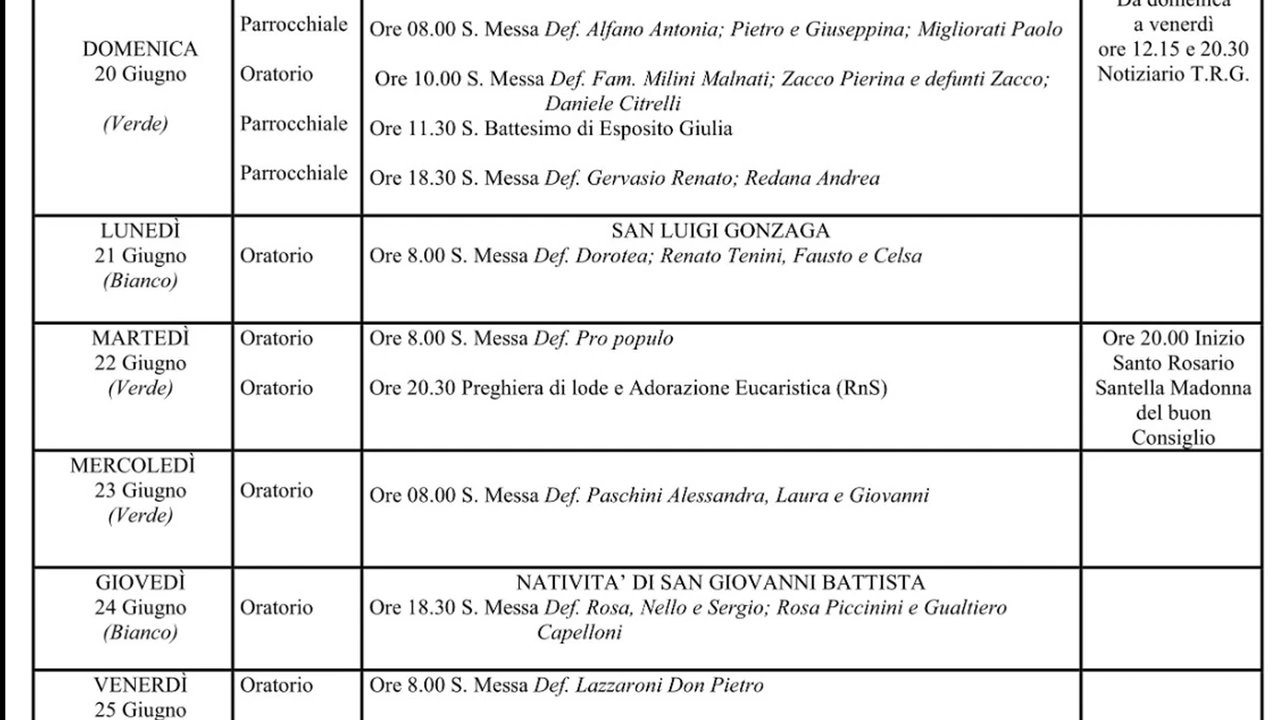 Parrocchiale
Ore 08.00 S. Messa Def. Alfano Antonia; Pietro e Giuseppina; Migliorati Paolo
DOMENICA
20 Giugno
(Verde)
Oratorio
Ore 10.00 S. Messa Def. Fam. Milini Malnati; Zacco Pierina e defunti Zacco;
Daniele Citrelli
Parrocchiale
Ore 11.30 S. Battesimo di Esposito Giulia
Parrocchiale
Ore 18.30 S. Messa Def. Gervasio Renato; Redana Andrea
Da domenica
a venerdì
ore 12.15 e 20.30
Notiziario T.R.G.
LUNEDÌ
21 Giugno
(Bianco)
Oratorio
SAN LUIGI GONZAGA
Ore 8.00 S. Messa Def. Dorotea; Renato Tenini, Fausto e Celsa
MARTEDÌ
22 Giugno
(Verde)
Oratorio
Ore 8.00 S. Messa Def. Pro populo
Oratorio
Ore 20.30 Preghiera di lode e Adorazione Eucaristica (RnS)
Ore 20.00 Inizio
Santo Rosario
Santella Madonna
del buon
Consiglio
MERCOLEDÌ
23 Giugno
(Verde)
Oratorio
Ore 08.00 S. Messa Def. Paschini Alessandra, Laura e Giovanni
GIOVEDÌ
24 Giugno
(Bianco)
Oratorio
NATIVITA’ DI SAN GIOVANNI BATTISTA
Ore 18.30 S. Messa Def. Rosa, Nello e Sergio; Rosa Piccinini e Gualtiero
Capelloni
VENERDÌ
25 Giugno
Oratorio
Ore 8.00 S. Messa Def. Lazzaroni Don Pietro